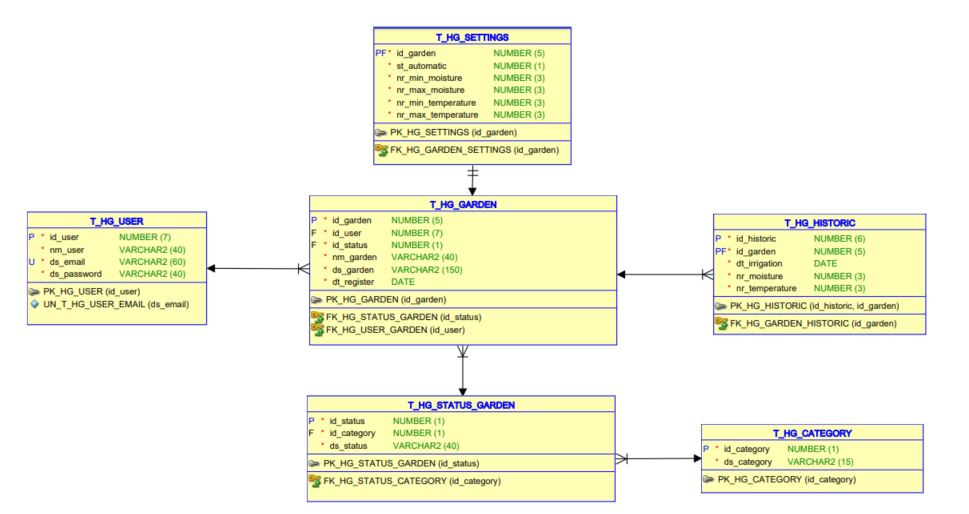 T_HG_SETTINGS
PF* id_garden NUMBER (5)
* st_automatic NUMBER (1)
* nr_min_moisture NUMBER (3)
* nr_max_moisture NUMBER (3)
* nr_min_temperature NUMBER (3)
* nr_max_temperature NUMBER (3)
PK_HG_SETTINGS (id_garden)
FK_HG_GARDEN_SETTINGS (id_garden)
T_HG_USER
P * id_user NUMBER (7)
* nm_user VARCHAR2 (40)
U * ds_email VARCHAR2 (60)
* ds_password VARCHAR2 (40)
PK_HG_USER (id_user)
UN_T_HG_USER_EMAIL (ds_email)
T_HG_GARDEN
P * id_garden NUMBER (5)
F * id_user NUMBER (7)
F * id_status NUMBER (1)
* nm_garden VARCHAR2 (40)
* ds_garden VARCHAR2 (150)
* dt_register DATE
PK_HG_GARDEN (id_garden)
FK_HG_STATUS_GARDEN (id_status)
FK_HG_USER_GARDEN (id_user)
T_HG_HISTORIC
P * id_historic NUMBER (6)
PF* id_garden NUMBER (5)
* dt_irrigation DATE
* nr_moisture NUMBER (3)
* nr_temperature NUMBER (3)
PK_HG_HISTORIC (id_historic, id_garden)
FK_HG_GARDEN_HISTORIC (id_garden)
T_HG_STATUS_GARDEN
P * id_status NUMBER (1)
F * id_category NUMBER (1)
* ds_status VARCHAR2 (40)
PK_HG_STATUS_GARDEN (id_status)
FK_HG_STATUS_CATEGORY (id_category)
T_HG_CATEGORY
P * id_category NUMBER (1)
* ds_category VARCHAR2 (15)
PK_HG_CATEGORY (id_category)